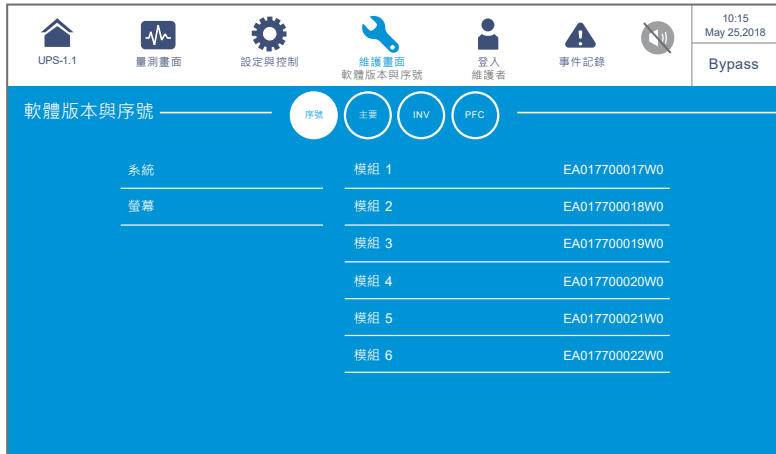 10:15
May 25,2018
UPS-1.1
量測畫面
設定與控制
維護畫面
軟體版本與序號
登入
維護者
事件記錄
Bypass
軟體版本與序號
序號
主要
INV
PFC
系統
螢幕
模組 1 EA017700017W0
模組 2 EA017700018W0
模組 3 EA017700019W0
模組 4 EA017700020W0
模組 5 EA017700021W0
模組 6 EA017700022W0